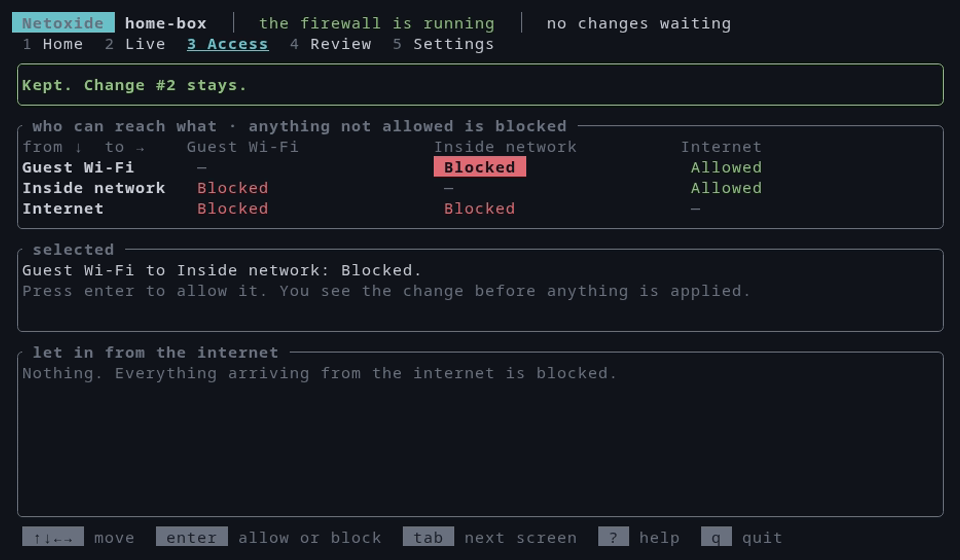 Netoxide home-box │ the firewall is running │ no changes waiting
1 Home 2 Live 3 Access 4 Review 5 Settings
Kept. Change #2 stays.
who can reach what · anything not allowed is blocked
from ↓ to → Guest Wi-Fi Inside network Internet
Guest Wi-Fi — Blocked Allowed
Inside network Blocked — Allowed
Internet Blocked Blocked —
selected
Guest Wi-Fi to Inside network: Blocked.
Press enter to allow it. You see the change before anything is applied.
let in from the internet
Nothing. Everything arriving from the internet is blocked.
↑↓←→ move enter allow or block tab next screen ? help q quit